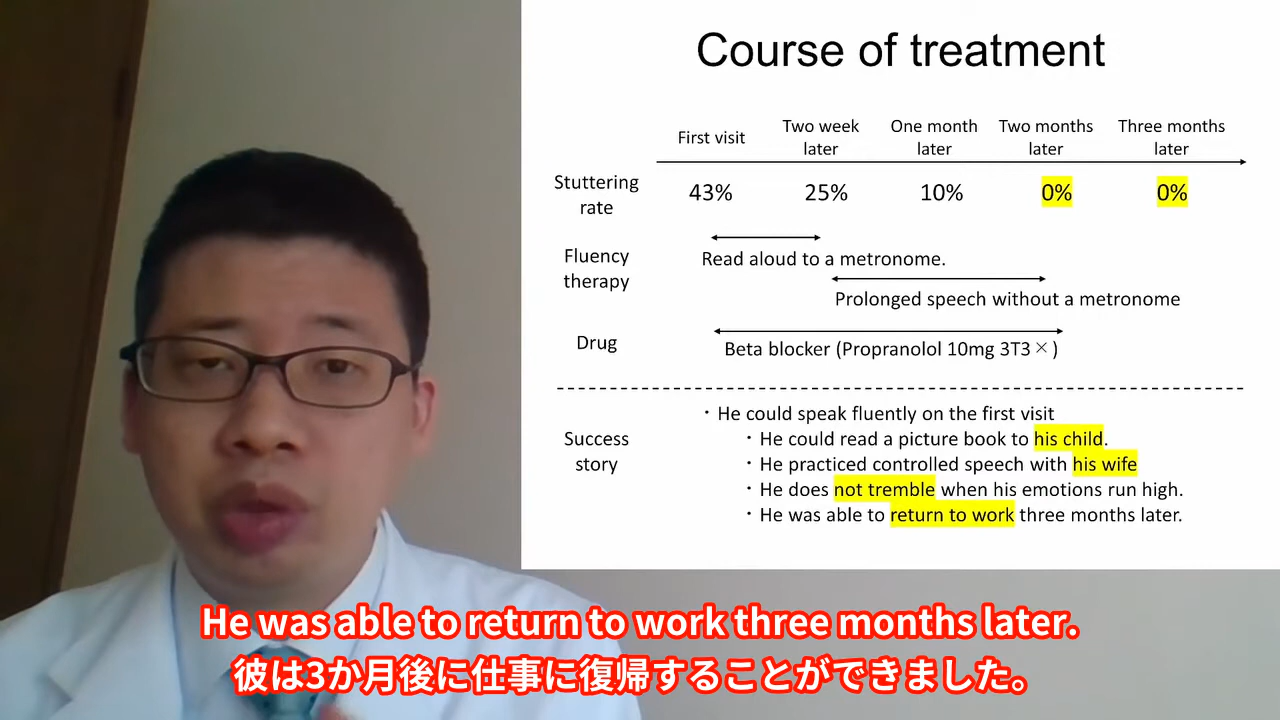 Course of treatment
First visit
Two week
later
One month
later
Two months
later
Three months
later
Stuttering
rate
43%
25%
10%
0%
0%
Fluency
therapy
Read aloud to a metronome.
Prolonged speech without a metronome
Drug
Beta blocker (Propranolol 10mg 3T3×)
Success
story
・He could speak fluently on the first visit
・He could read a picture book to his child.
・He practiced controlled speech with his wife
・He does not tremble when his emotions run high.
・He was able to return to work three months later.
He was able to return to work three months later.
彼は3か月後に仕事に復帰することができました。